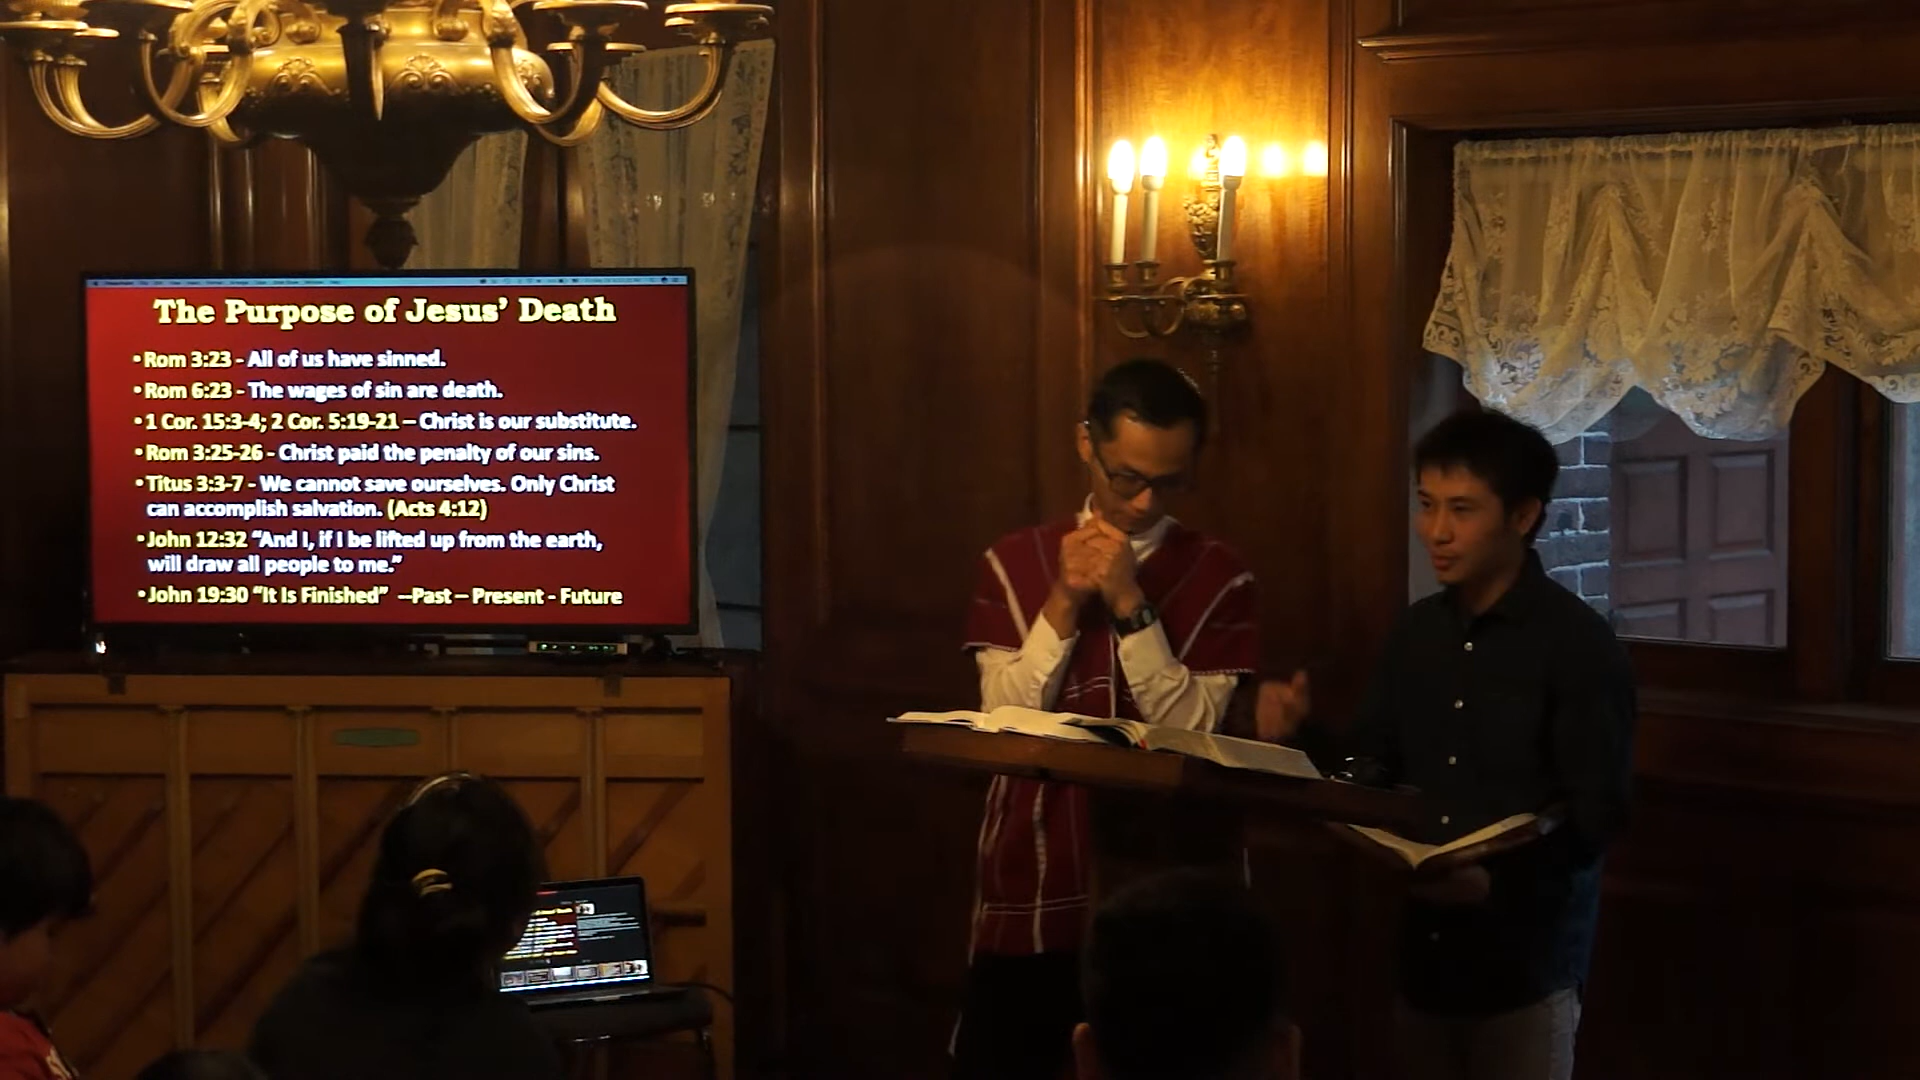 The Purpose of Jesus’ Death
•Rom 3:23 - All of us have sinned.
•Rom 6:23 - The wages of sin are death.
•1 Cor. 15:3-4; 2 Cor. 5:19-21 – Christ is our substitute.
•Rom 3:25-26 - Christ paid the penalty of our sins.
•Titus 3:3-7 - We cannot save ourselves. Only Christ
can accomplish salvation. (Acts 4:12)
•John 12:32 “And I, if I be lifted up from the earth,
will draw all people to me.”
•John 19:30 “It Is Finished” --Past – Present - Future